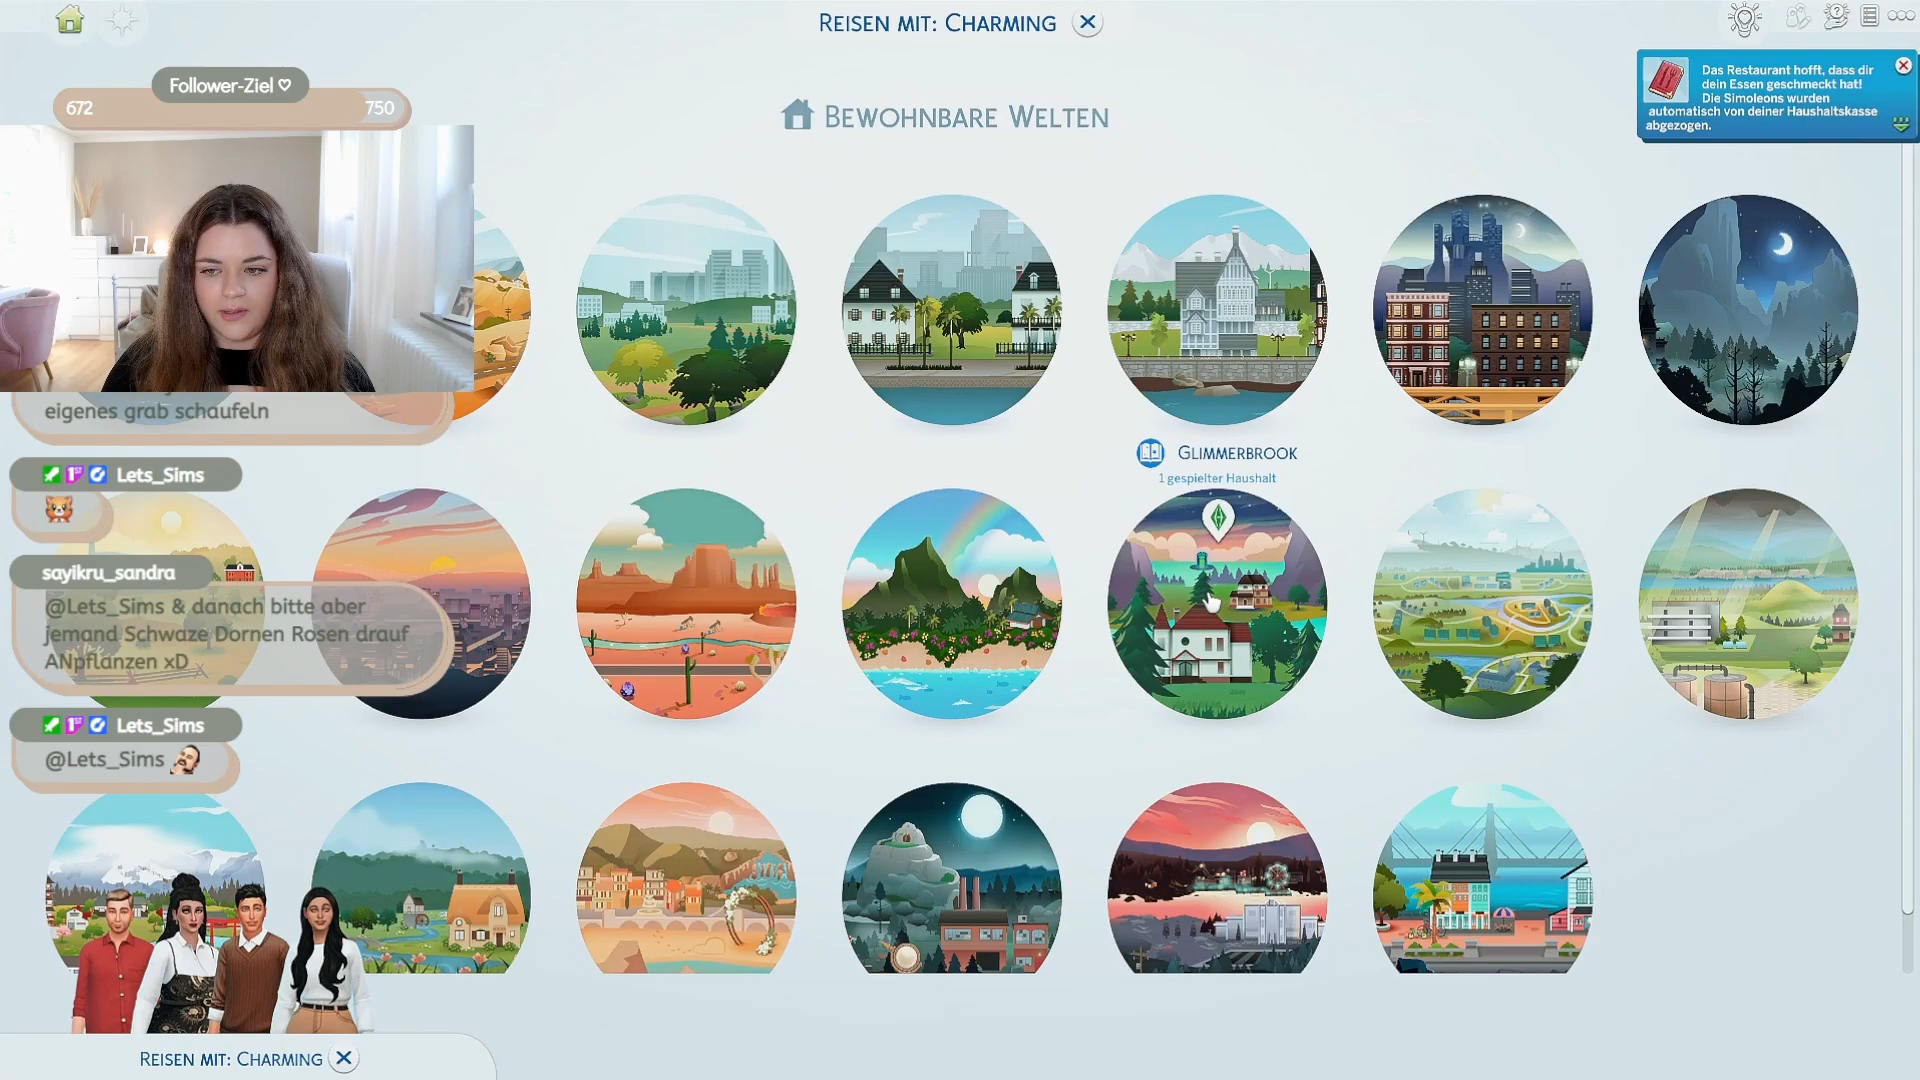 REISEN MIT: CHARMING
Follower-Ziel ♡
672
750
BEWOHNBARE WELTEN
Das Restaurant hofft, dass dir
dein Essen geschmeckt hat!
Die Simoleons wurden
automatisch von deiner Haushaltskasse
abgezogen.
eigenes grab schaufeln
Lets_Sims
sayikru_sandra
@Lets_Sims & danach bitte aber
jemand Schwaze Dornen Rosen drauf
ANpflanzen xD
Lets_Sims
@Lets_Sims
GLIMMERBROOK
1 gespielter Haushalt
REISEN MIT: CHARMING